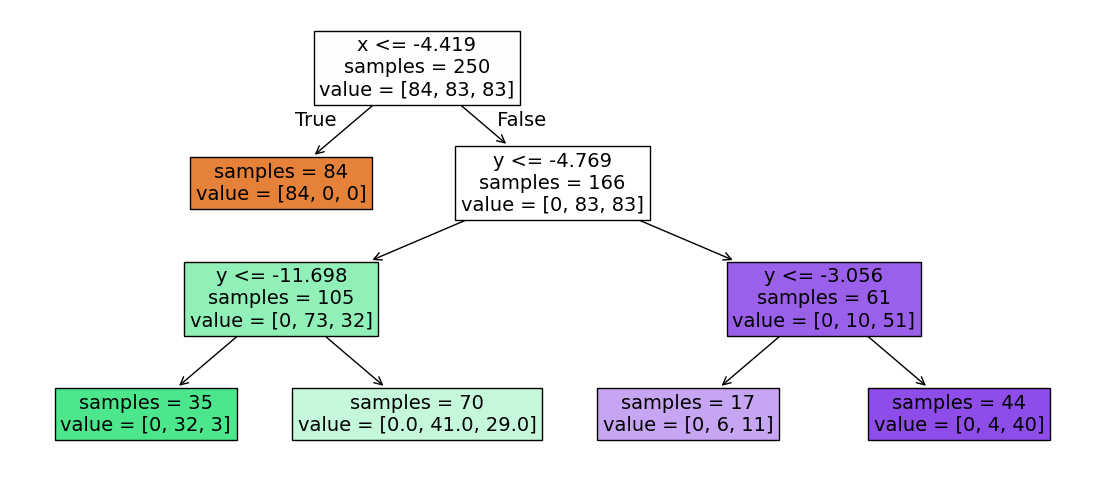 x <= -4.419
samples = 250
value = [84, 83, 83]
True
False
samples = 84
value = [84, 0, 0]
y <= -4.769
samples = 166
value = [0, 83, 83]
y <= -11.698
samples = 105
value = [0, 73, 32]
y <= -3.056
samples = 61
value = [0, 10, 51]
samples = 35
value = [0, 32, 3]
samples = 70
value = [0.0, 41.0, 29.0]
samples = 17
value = [0, 6, 11]
samples = 44
value = [0, 4, 40]